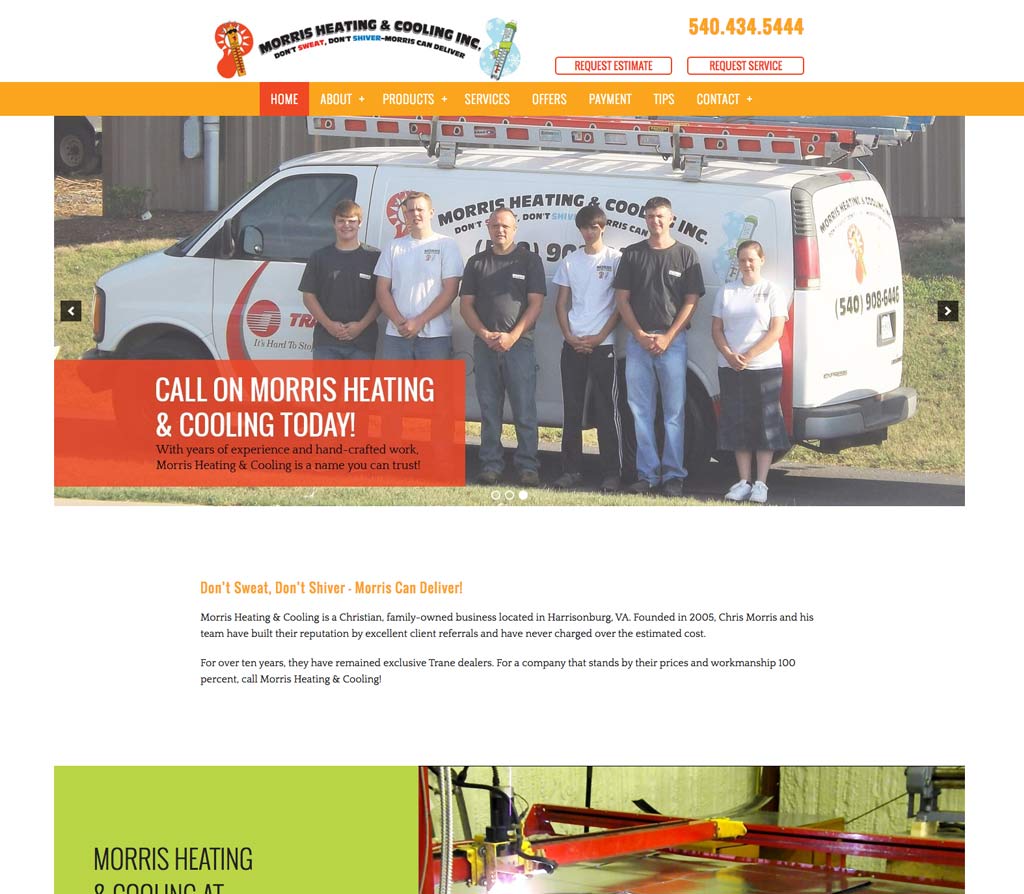 MORRIS HEATING & COOLING INC.
DON'T SWEAT, DON'T SHIVER–MORRIS CAN DELIVER
540.434.5444
REQUEST ESTIMATE
REQUEST SERVICE
HOME ABOUT + PRODUCTS + SERVICES OFFERS PAYMENT TIPS CONTACT +
MORRIS HEATING & COOLING INC.
DON'T DON'T SHIVER MORRIS CAN
(540) 908-6446
It's Hard To
EXPRESS
CALL ON MORRIS HEATING
& COOLING TODAY!
With years of experience and hand-crafted work,
Morris Heating & Cooling is a name you can trust!
Don't Sweat, Don't Shiver - Morris Can Deliver!
Morris Heating & Cooling is a Christian, family-owned business located in Harrisonburg, VA. Founded in 2005, Chris Morris and his
team have built their reputation by excellent client referrals and have never charged over the estimated cost.
For over ten years, they have remained exclusive Trane dealers. For a company that stands by their prices and workmanship 100
percent, call Morris Heating & Cooling!
MORRIS HEATING
& COOLING AT